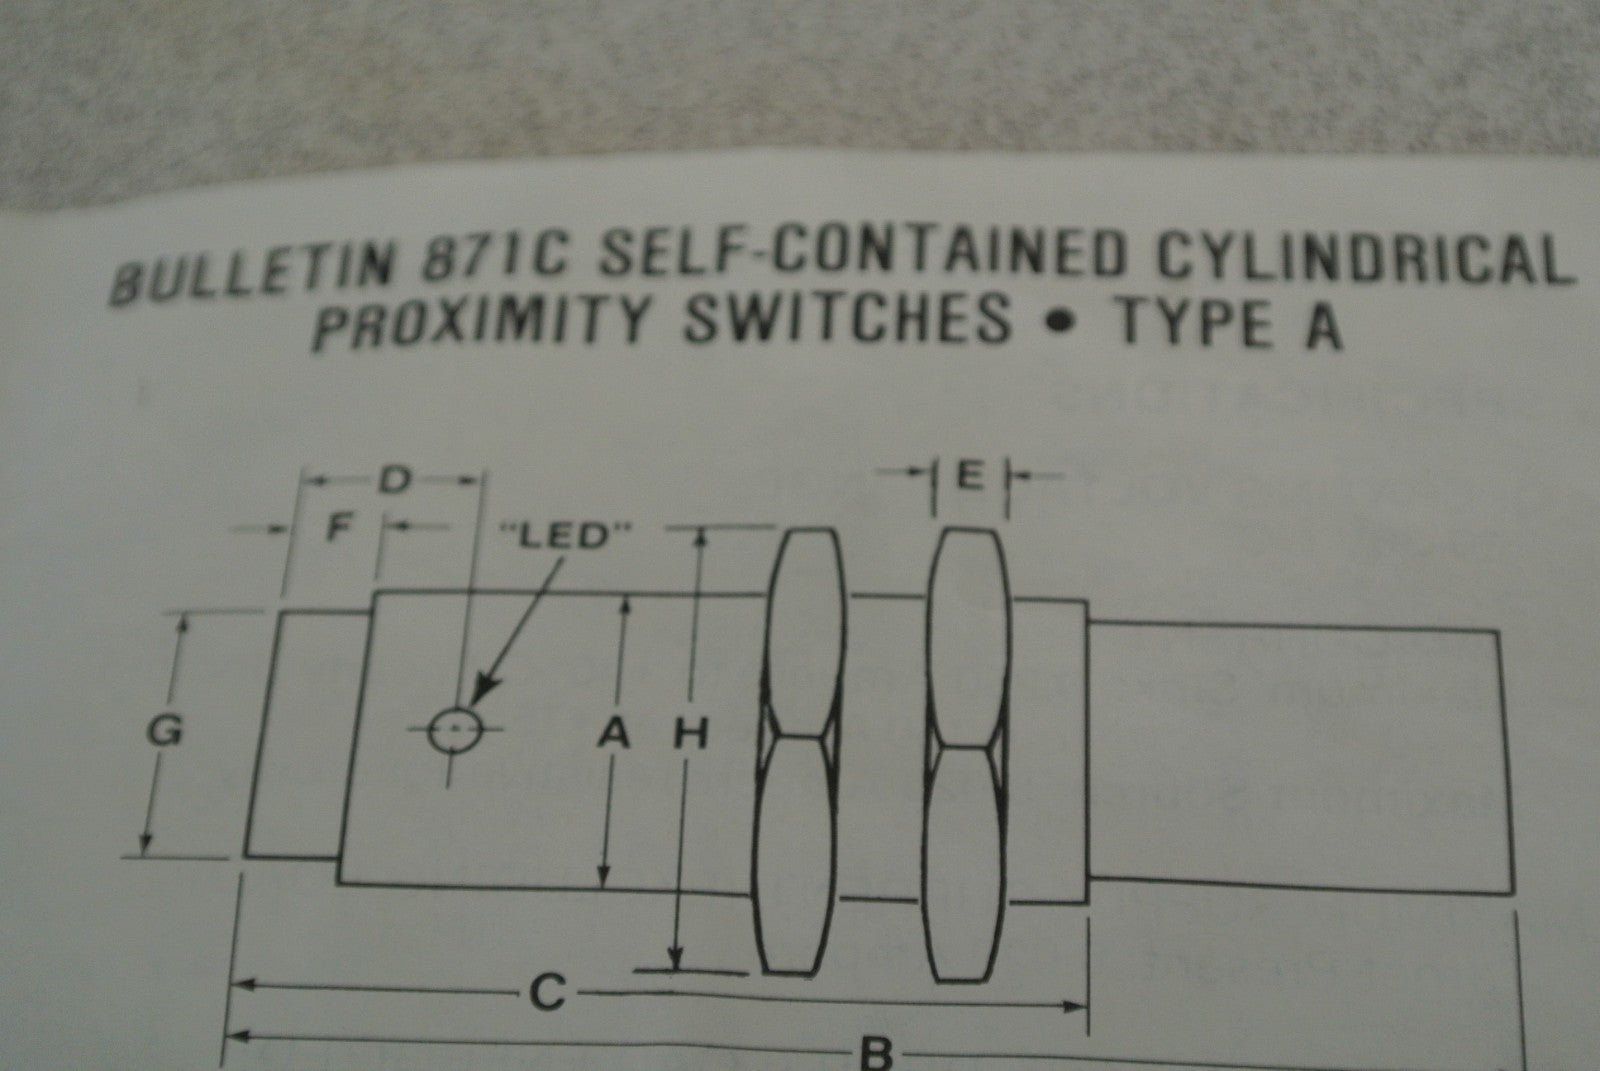 BULLETIN 871C SELF-CONTAINED CYLINDRICAL
PROXIMITY SWITCHES • TYPE A
D
E
F
"LED"
G
A
H
C
B